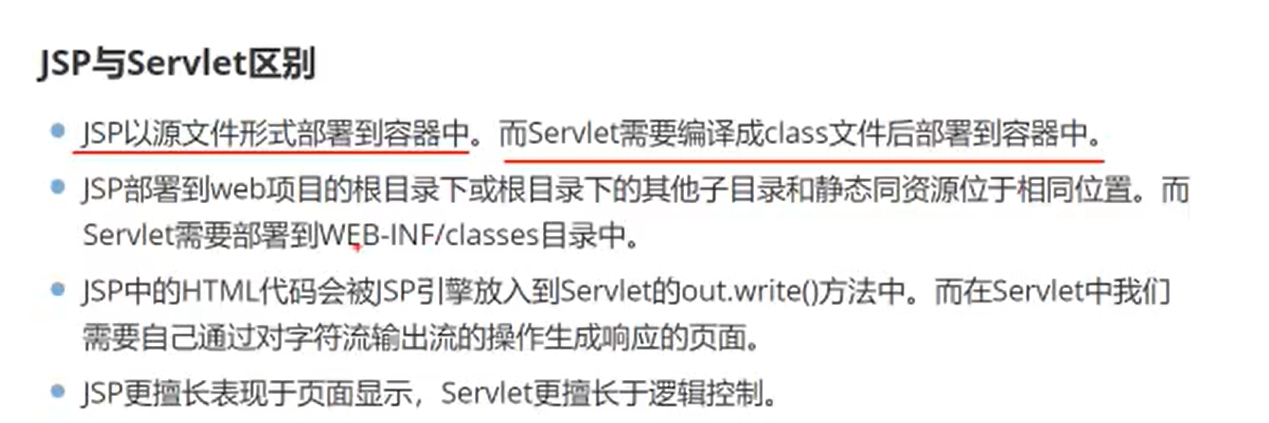 JSP与Servlet区别
JSP以源文件形式部署到容器中。而Servlet需要编译成class文件后部署到容器中。
JSP部署到web项目的根目录下或根目录下的其他子目录和静态同资源位于相同位置。而
Servlet需要部署到WEB-INF/classes目录中。
JSP中的HTML代码会被JSP引擎放入到Servlet的out.write()方法中。而在Servlet中我们
需要自己通过对字符流输出流的操作生成响应的页面。
JSP更擅长表现于页面显示，Servlet更擅长于逻辑控制。